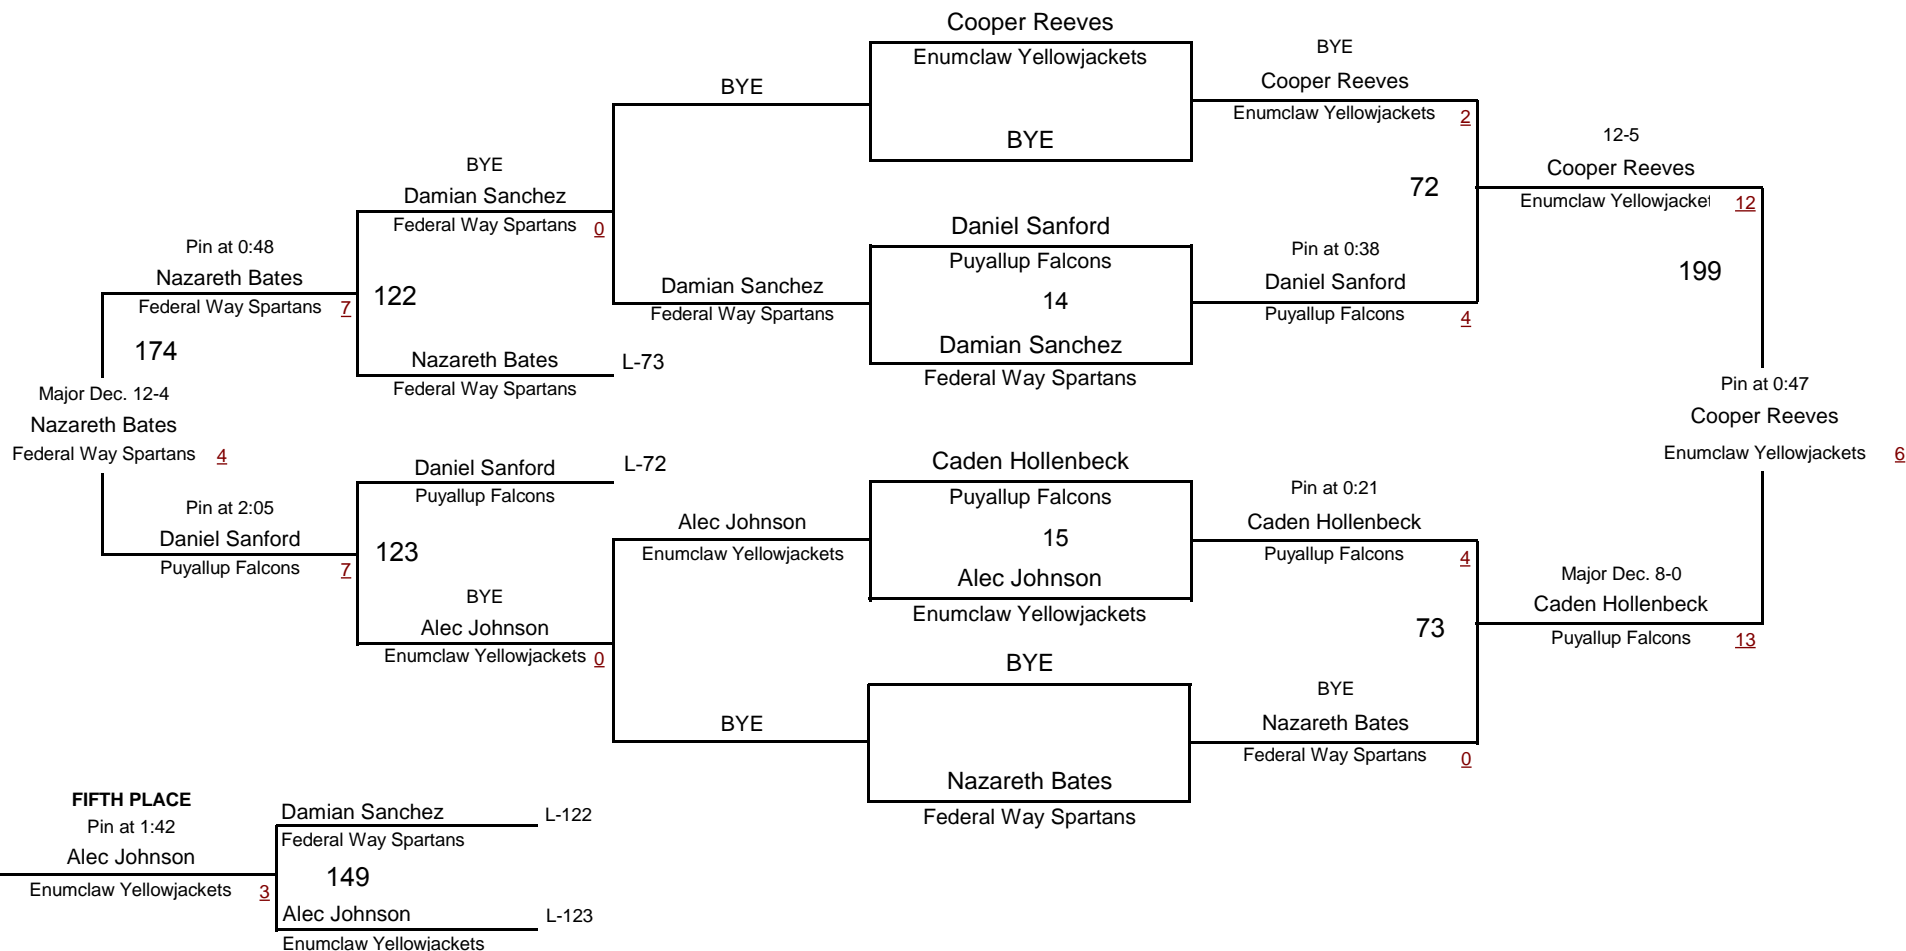 Cooper Reeves
Enumclaw Yellowjackets
BYE
BYE
Cooper Reeves
Enumclaw Yellowjackets 2
BYE
BYE
Damian Sanchez
Federal Way Spartans 0
12-5
Cooper Reeves
Enumclaw Yellowjacket 12
72
Daniel Sanford
Puyallup Falcons
14
Damian Sanchez
Federal Way Spartans
Pin at 0:38
Daniel Sanford
Puyallup Falcons 4
199
Pin at 0:48
Nazareth Bates
Federal Way Spartans 7
122
Damian Sanchez
Federal Way Spartans
174
Nazareth Bates L-73
Federal Way Spartans
Major Dec. 12-4
Nazareth Bates
Federal Way Spartans 4
Pin at 0:47
Cooper Reeves
Enumclaw Yellowjackets 6
Daniel Sanford L-72
Puyallup Falcons
Caden Hollenbeck
Puyallup Falcons
15
Alec Johnson
Enumclaw Yellowjackets
Pin at 0:21
Caden Hollenbeck
Puyallup Falcons 4
Pin at 2:05
Daniel Sanford
Puyallup Falcons 7
123
Alec Johnson
Enumclaw Yellowjackets
BYE
Alec Johnson
Enumclaw Yellowjackets 0
Major Dec. 8-0
Caden Hollenbeck
Puyallup Falcons 13
73
BYE
BYE
Nazareth Bates
Federal Way Spartans
BYE
Nazareth Bates
Federal Way Spartans 0
FIFTH PLACE
Pin at 1:42
Alec Johnson
Enumclaw Yellowjackets 3
Damian Sanchez L-122
Federal Way Spartans
149
Alec Johnson L-123
Enumclaw Yellowjackets